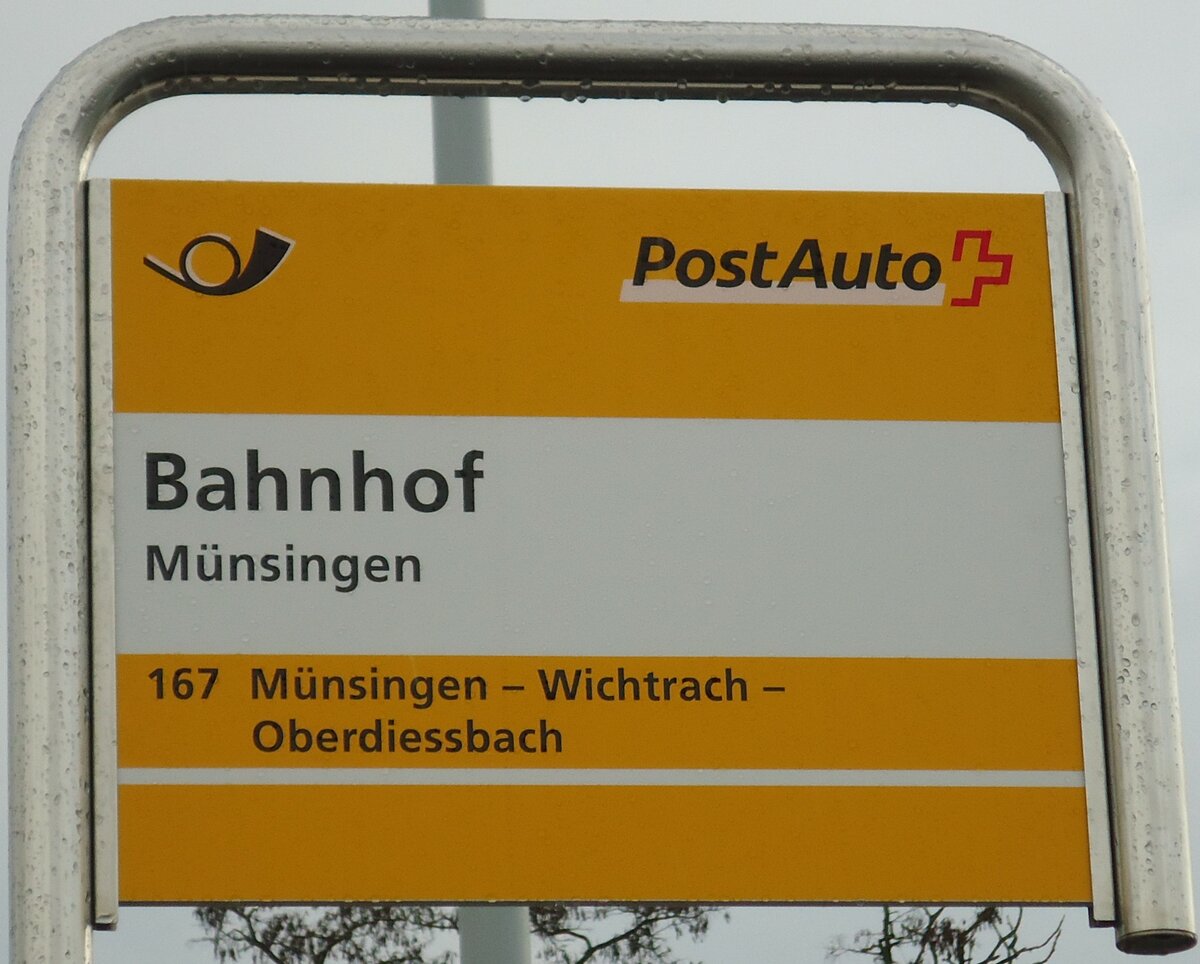 PostAuto
Bahnhof
Münsingen
167 Münsingen – Wichtrach –
Oberdiessbach